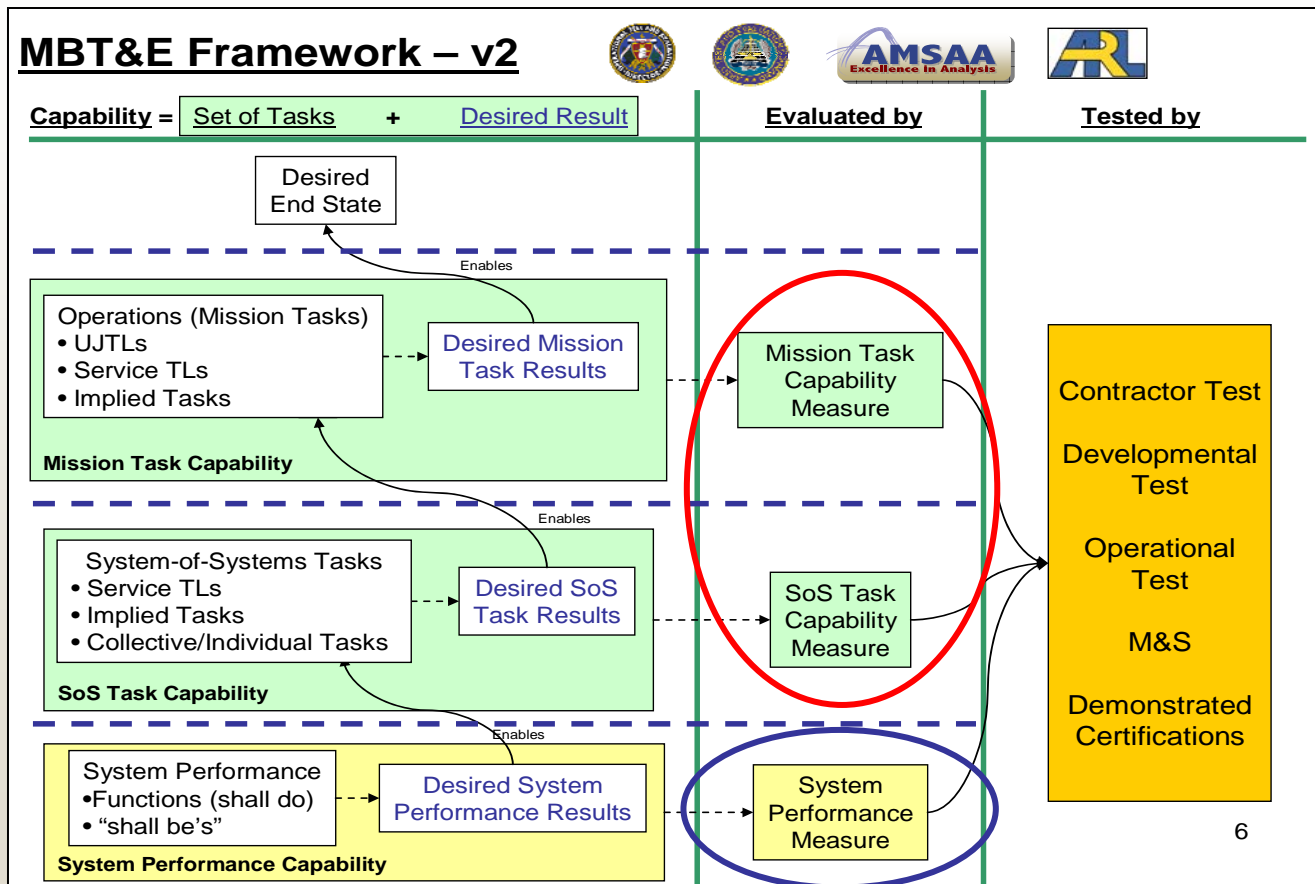 MBT&E Framework – v2
AMSAA
Excellence in Analysis
ARL
Capability = Set of Tasks + Desired Result
Evaluated by
Tested by
Desired
End State
Enables
Operations (Mission Tasks)
• UJTLs
• Service TLs
• Implied Tasks
Desired Mission
Task Results
Mission Task Capability
Mission Task
Capability
Measure
Enables
System-of-Systems Tasks
• Service TLs
• Implied Tasks
• Collective/Individual Tasks
Desired SoS
Task Results
SoS Task Capability
SoS Task
Capability
Measure
Enables
System Performance
•Functions (shall do)
• “shall be’s”
Desired System
Performance Results
System Performance Capability
System
Performance
Measure
Contractor Test
Developmental
Test
Operational
Test
M&S
Demonstrated
Certifications
6